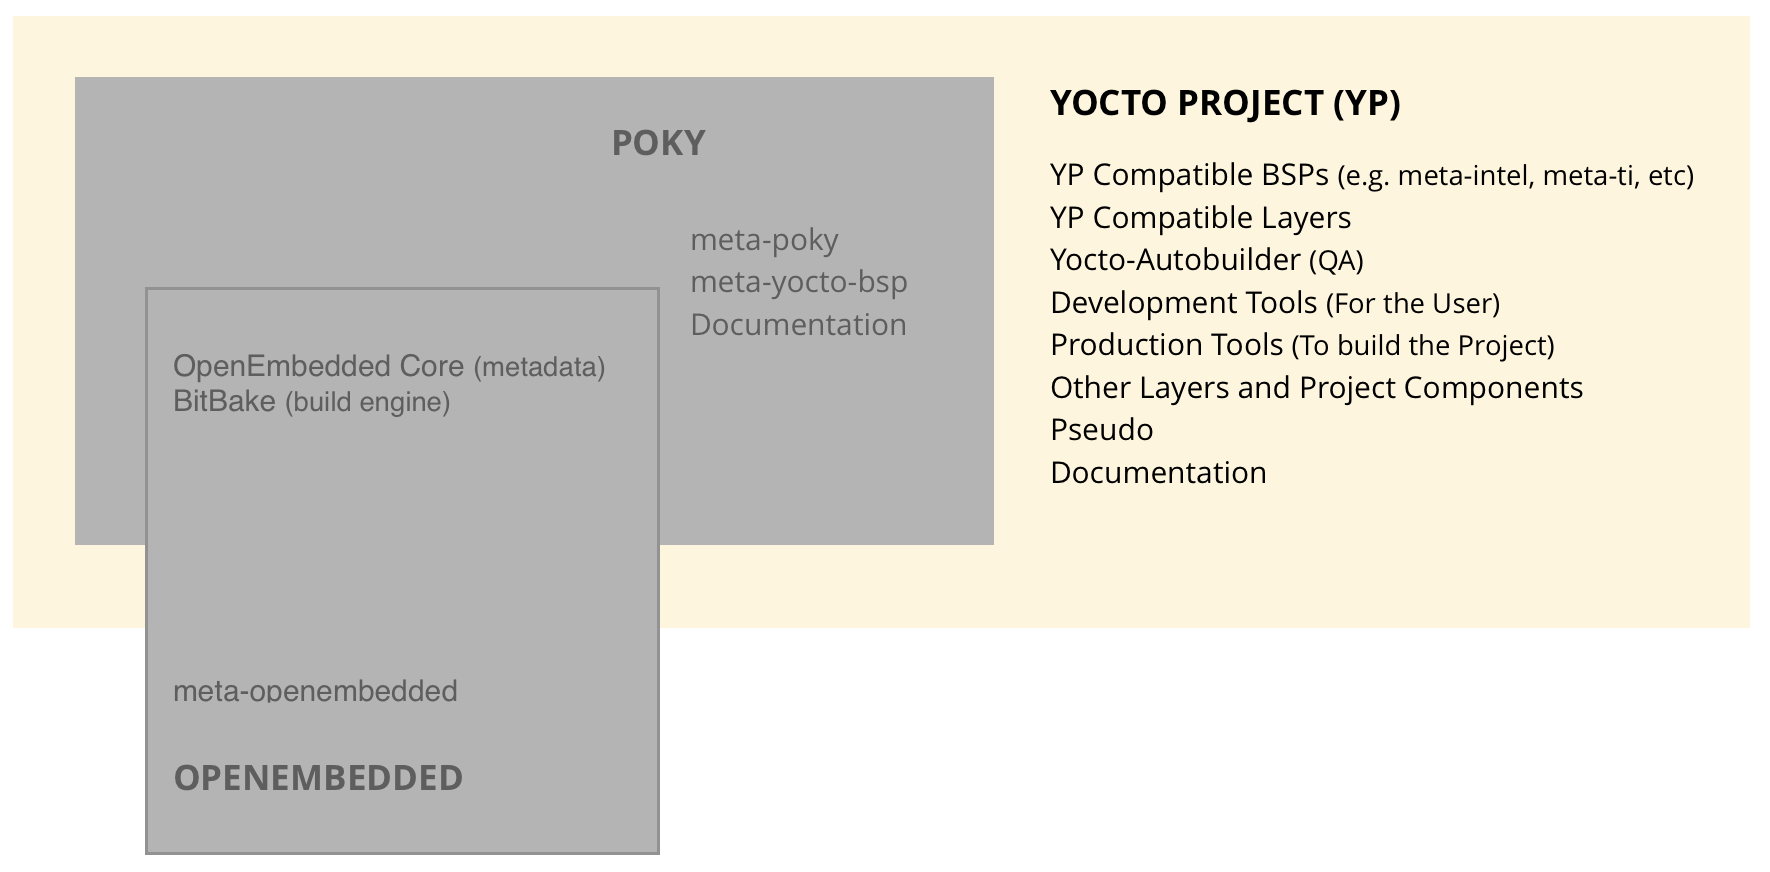 POKY
meta-poky
meta-yocto-bsp
Documentation
OpenEmbedded Core (metadata)
BitBake (build engine)
meta-openembedded
OPENEMBEDDED
YOCTO PROJECT (YP)
YP Compatible BSPs (e.g. meta-intel, meta-ti, etc)
YP Compatible Layers
Yocto-Autobuilder (QA)
Development Tools (For the User)
Production Tools (To build the Project)
Other Layers and Project Components
Pseudo
Documentation